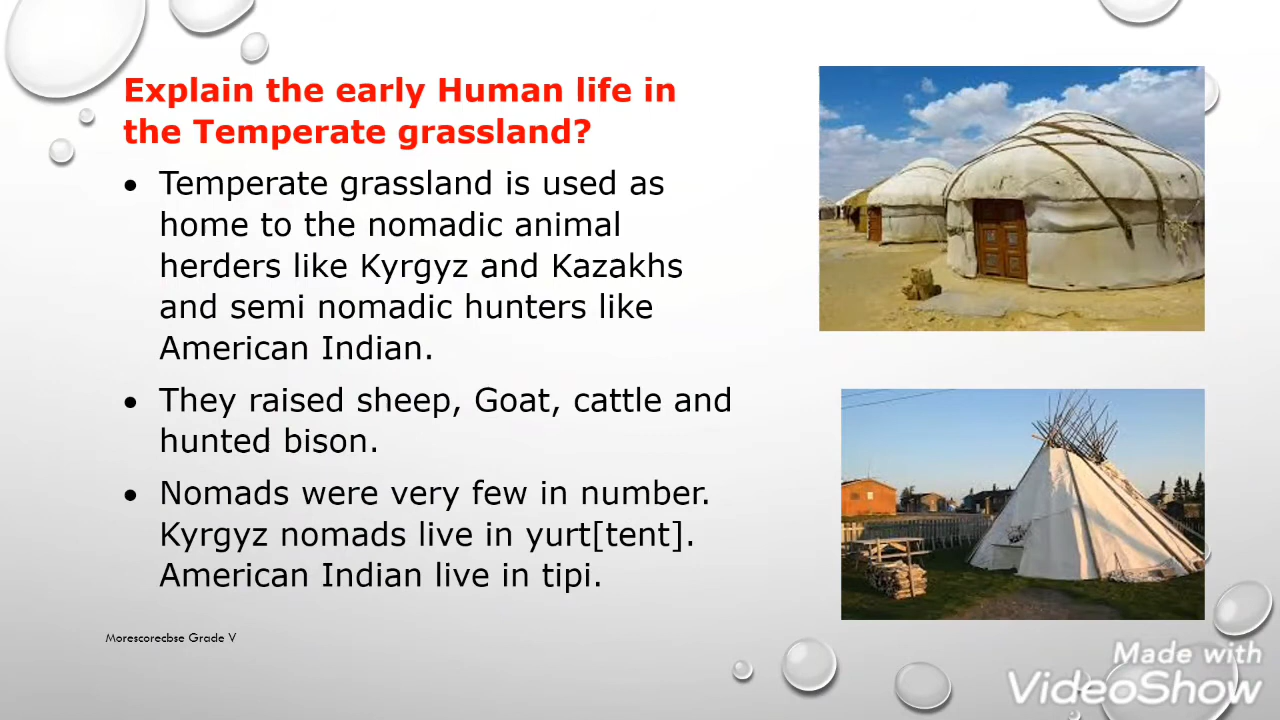 Explain the early Human life in
the Temperate grassland?
• Temperate grassland is used as
home to the nomadic animal
herders like Kyrgyz and Kazakhs
and semi nomadic hunters like
American Indian.
• They raised sheep, Goat, cattle and
hunted bison.
• Nomads were very few in number.
Kyrgyz nomads live in yurt[tent].
American Indian live in tipi.
Morescorecbse Grade V
Made with
VideoShow